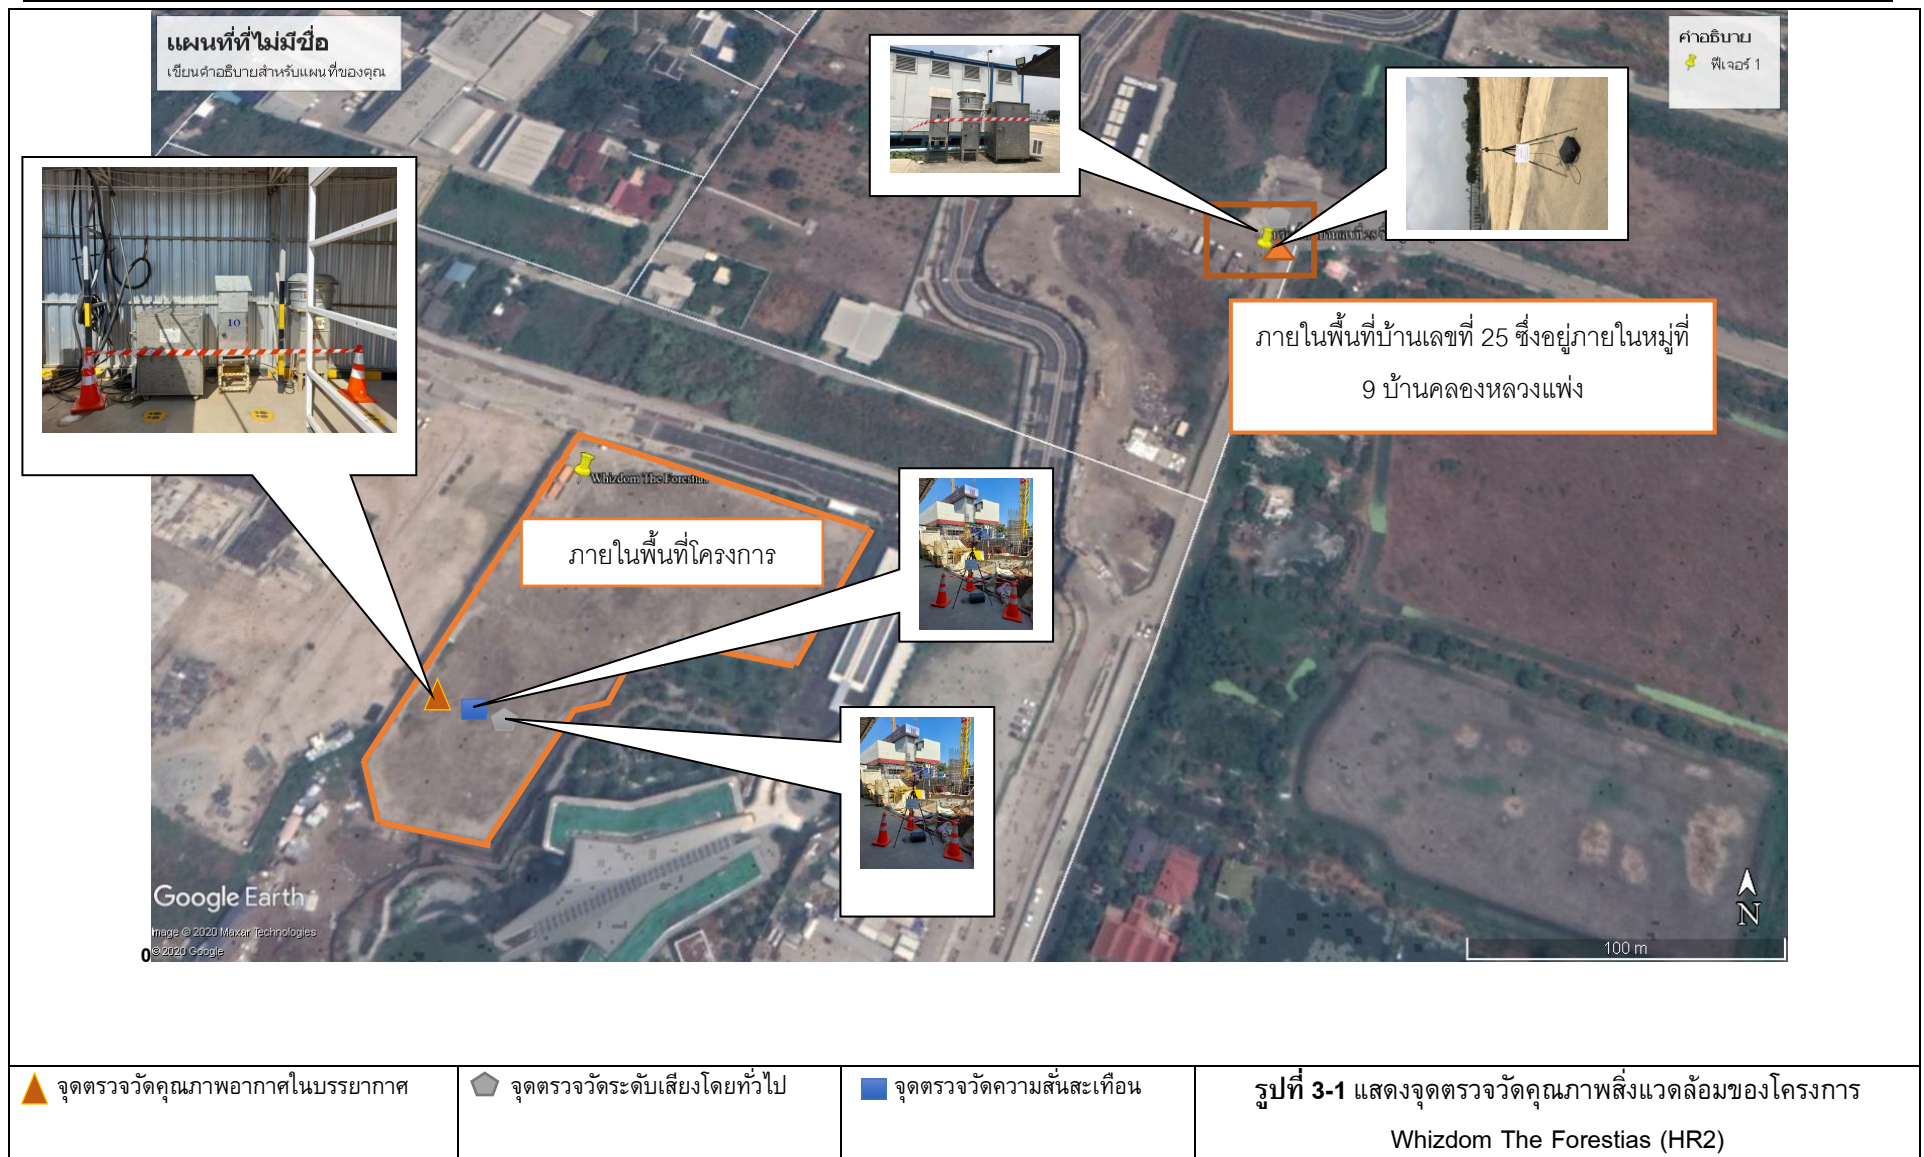 แผนที่ที่ไม่มีชื่อ
เขียนคำอธิบายสำหรับแผนที่ของคุณ
คำอธิบาย
ฟีเจอร์ 1
10
ภายในพื้นที่บ้านเลขที่ 25 ซึ่งอยู่ภายในหมู่ที่
9 บ้านคลองหลวงแพ่ง
Whizdom The Forestias
ภายในพื้นที่โครงการ
Google Earth
Image © 2020 Maxar Technologies
© 2020 Google
0
N
100 m
จุดตรวจวัดคุณภาพอากาศในบรรยากาศ
จุดตรวจวัดระดับเสียงโดยทั่วไป
จุดตรวจวัดความสั่นสะเทือน
รูปที่ 3-1 แสดงจุดตรวจวัดคุณภาพสิ่งแวดล้อมของโครงการ
Whizdom The Forestias (HR2)